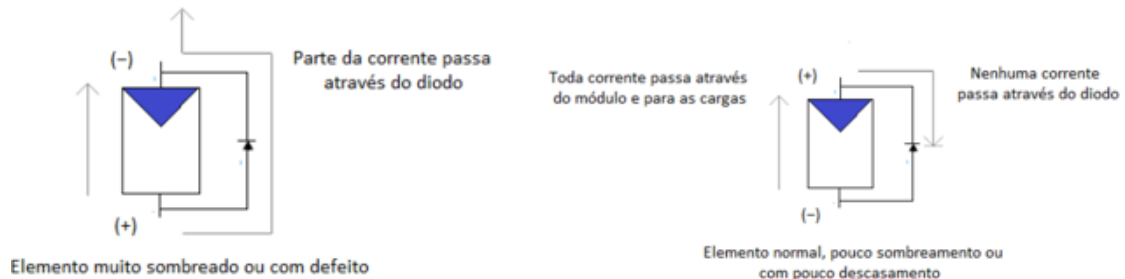 (−)
Parte da corrente passa
através do diodo
(+)
Elemento muito sombreado ou com defeito
Toda corrente passa através
do módulo e para as cargas
(+)
Nenhuma corrente
passa através do diodo
(−)
Elemento normal, pouco sombreamento ou
com pouco descasamento